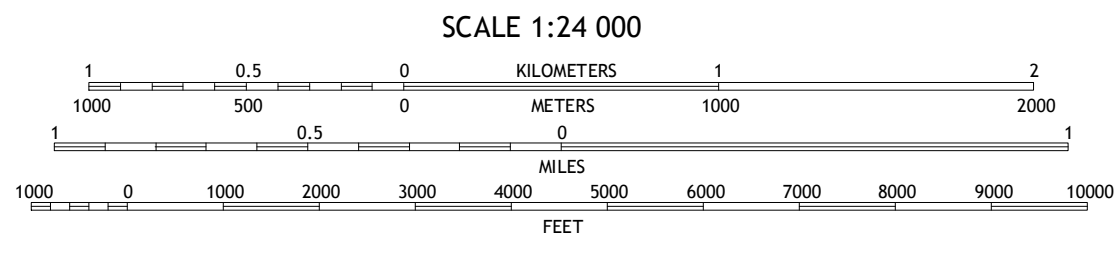 SCALE 1:24 000
1 0.5 0 KILOMETERS 1 2
1000 500 0 METERS 1000 2000
1 0.5 0 1
MILES
1000 0 1000 2000 3000 4000 5000 6000 7000 8000 9000 10000
FEET